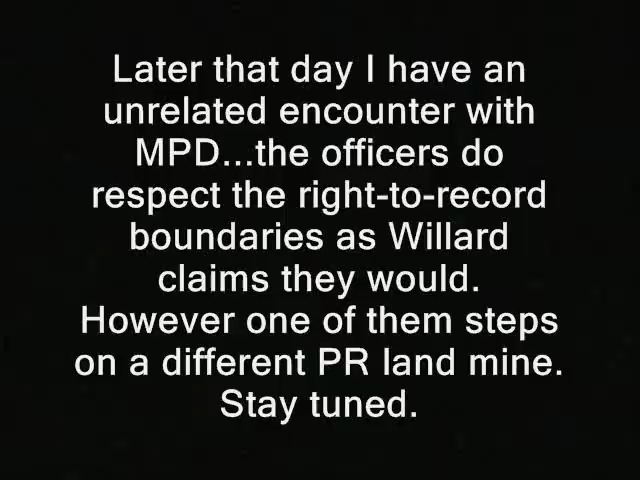 Later that day I have an
unrelated encounter with
MPD...the officers do
respect the right-to-record
boundaries as Willard
claims they would.
However one of them steps
on a different PR land mine.
Stay tuned.